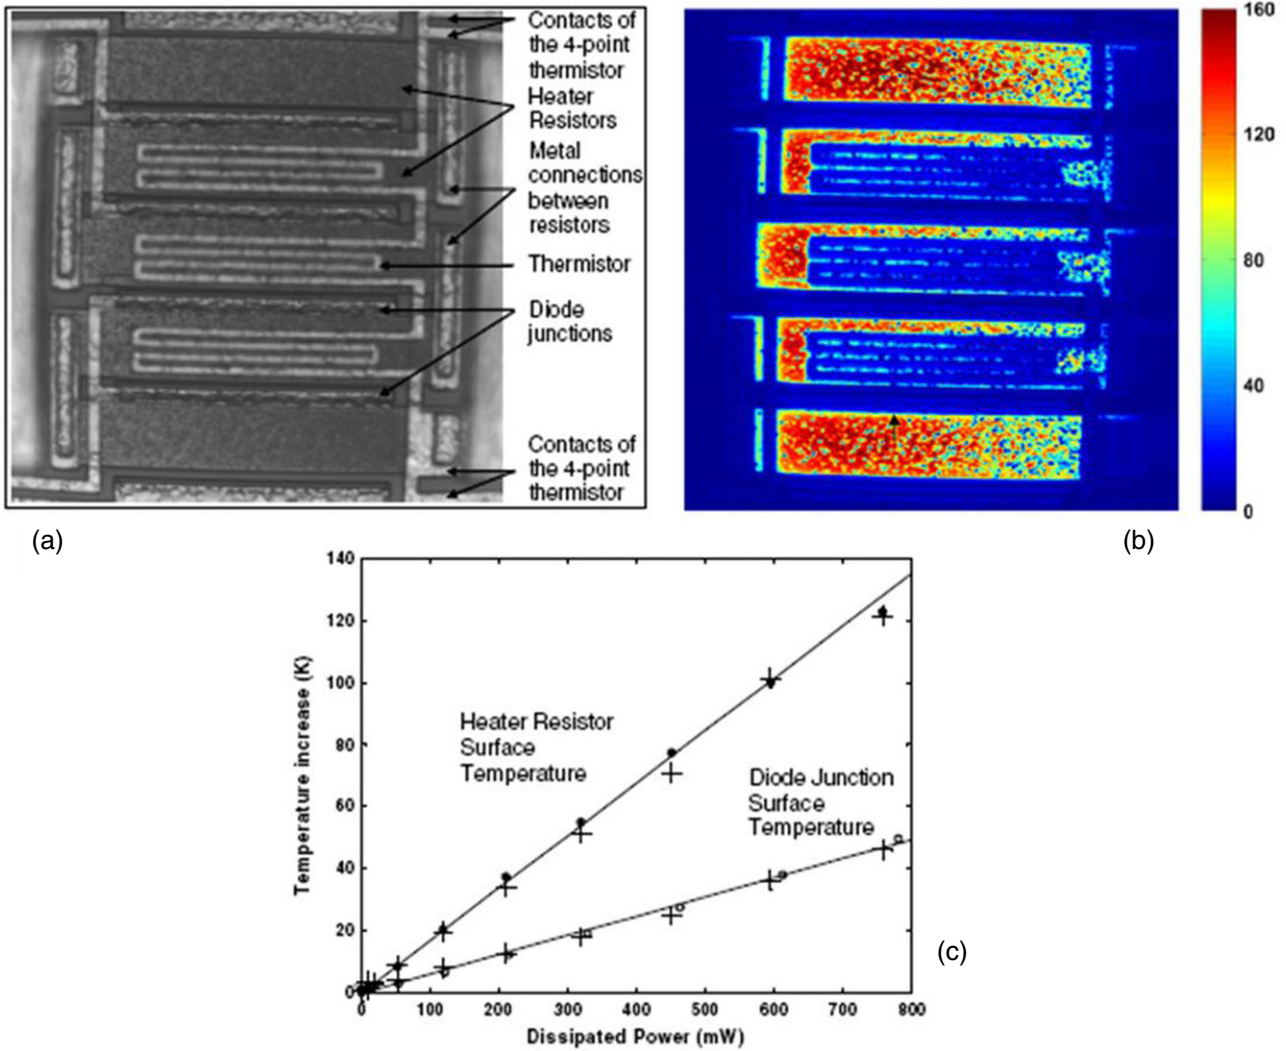 Contacts of
the 4-point
thermistor
Heater
Resistors
Metal
connections
between
resistors
Thermistor
Diode
junctions
Contacts of
the 4-point
thermistor
160
120
80
40
0
(a)
(b)
140
120
100
80
60
40
20
0
Temperature increase (K)
Heater Resistor
Surface
Temperature
Diode Junction
Surface
Temperature
0 100 200 300 400 500 600 700 800
Dissipated Power (mW)
(c)